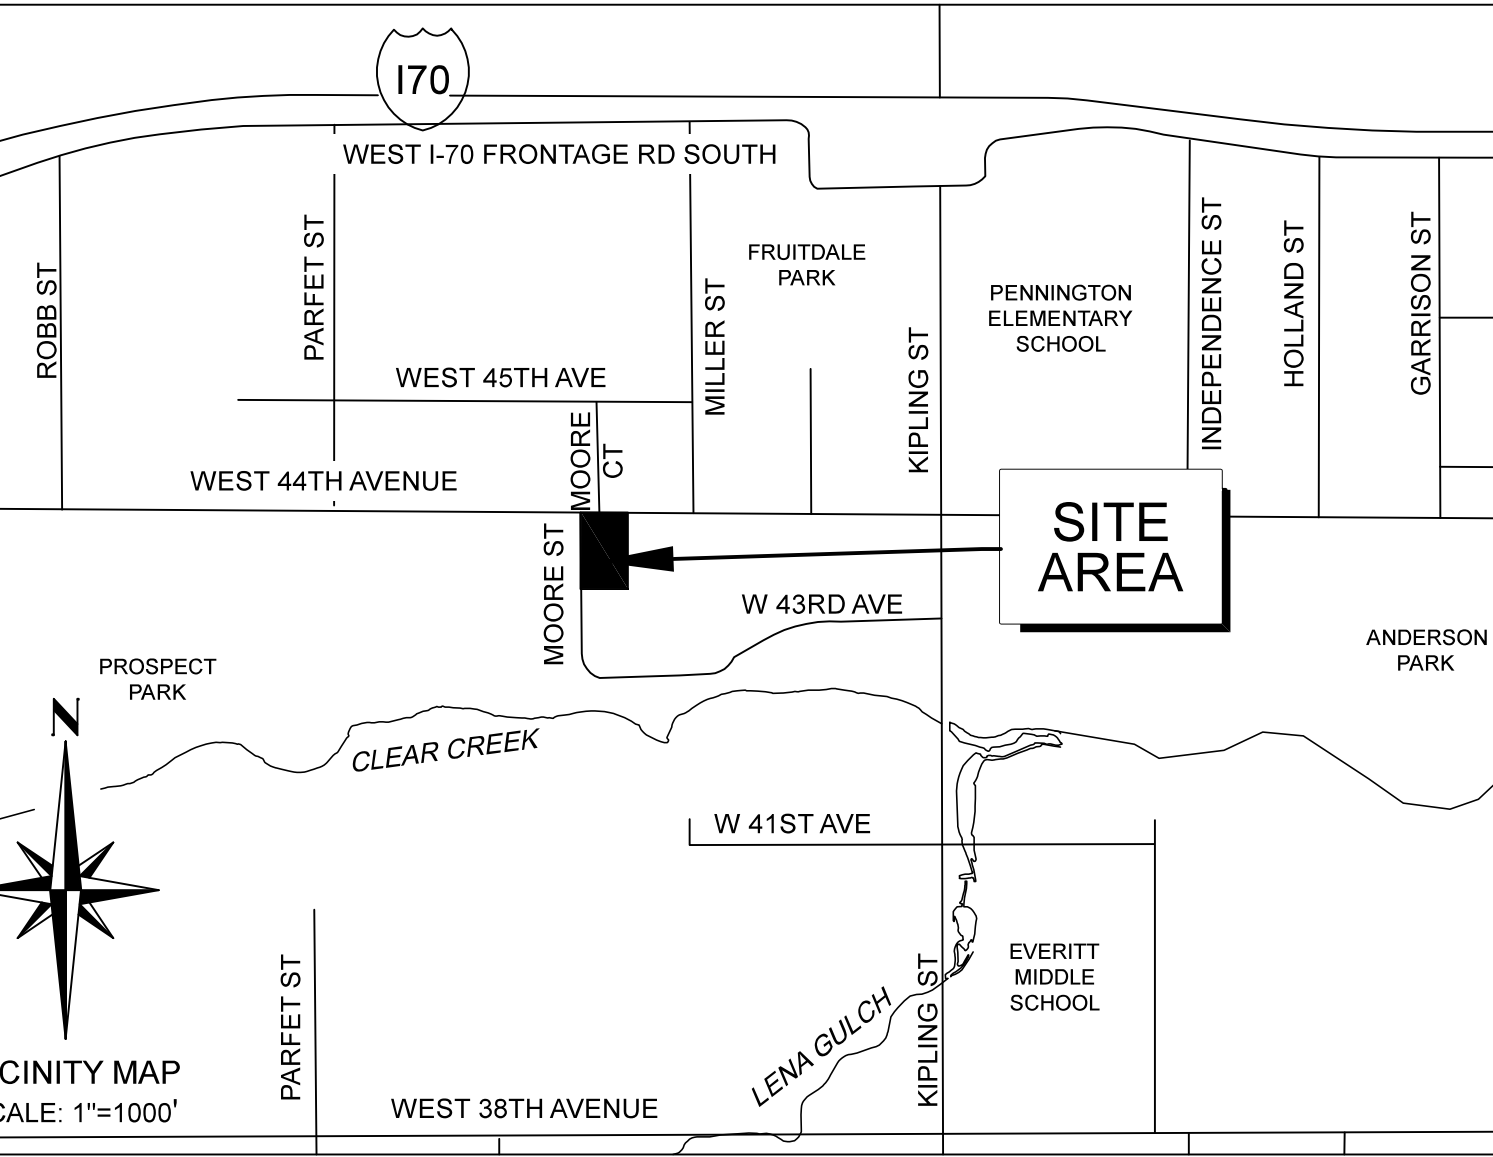 I70
WEST I-70 FRONTAGE RD SOUTH
ROBB ST
PARFET ST
MILLER ST
FRUITDALE
PARK
KIPLING ST
PENNINGTON
ELEMENTARY
SCHOOL
INDEPENDENCE ST
HOLLAND ST
GARRISON ST
WEST 45TH AVE
MOORE
CT
WEST 44TH AVENUE
SITE
AREA
MOORE ST
W 43RD AVE
ANDERSON
PARK
PROSPECT
PARK
N
CLEAR CREEK
W 41ST AVE
PARFET ST
LENA GULCH
KIPLING ST
EVERITT
MIDDLE
SCHOOL
CINITY MAP
CALE: 1"=1000'
WEST 38TH AVENUE